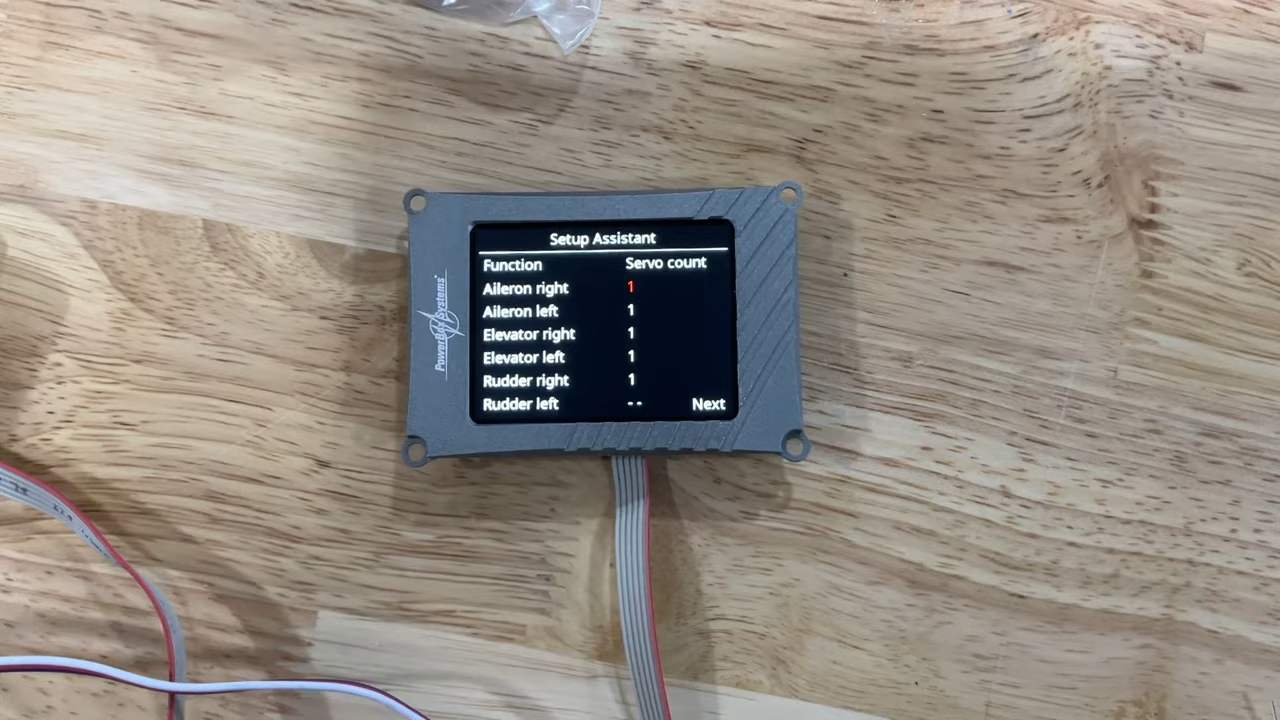 Setup Assistant
Function Servo count
Aileron right 1
Aileron left 1
Elevator right 1
Elevator left 1
Rudder right 1
Rudder left -- Next
PowerBox Systems